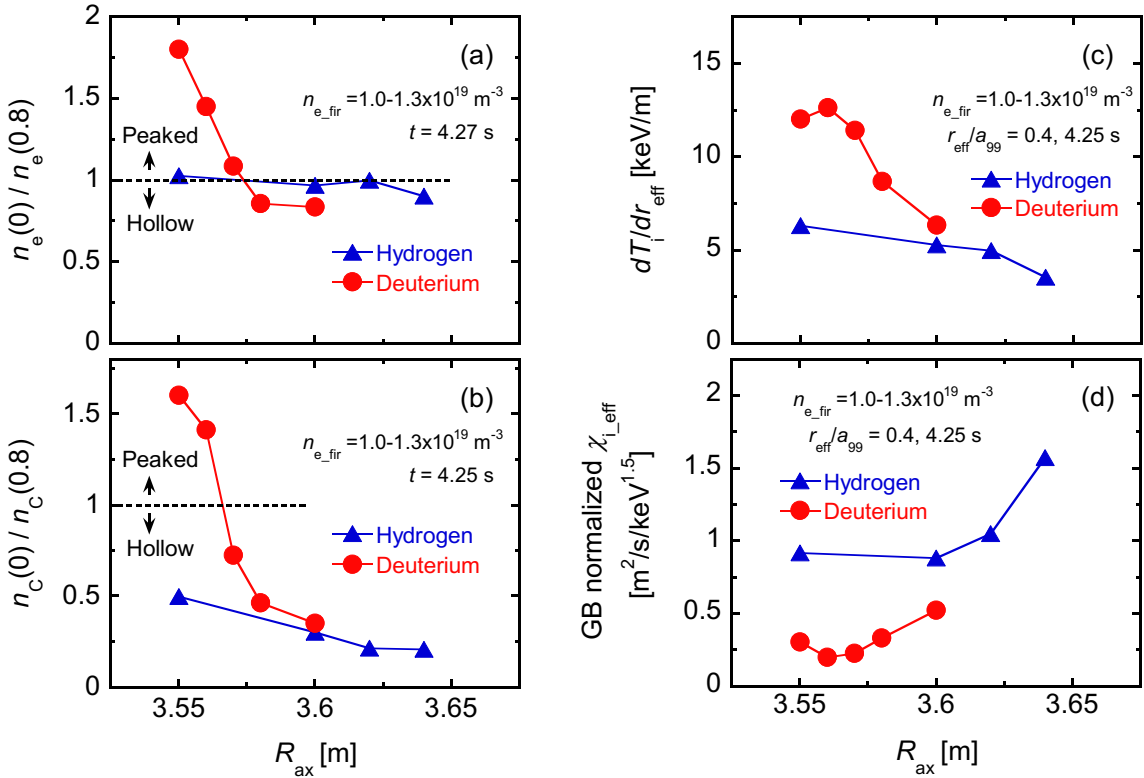 2
1.5
1
0.5
0
n_e(0) / n_e(0.8)
(a)
n_e_fir =1.0-1.3x10^19 m^-3
t = 4.27 s
Peaked
Hollow
Hydrogen
Deuterium
1.5
1
0.5
0
n_C(0) / n_C(0.8)
(b)
n_e_fir =1.0-1.3x10^19 m^-3
t = 4.25 s
Peaked
Hollow
Hydrogen
Deuterium
3.55
3.6
3.65
R_ax [m]
15
10
5
0
dT_i/dr_eff [keV/m]
(c)
n_e_fir =1.0-1.3x10^19 m^-3
r_eff/a_99 = 0.4, 4.25 s
Hydrogen
Deuterium
2
1.5
1
0.5
0
GB normalized χ_i_eff
[m^2/s/keV^1.5]
(d)
n_e_fir =1.0-1.3x10^19 m^-3
r_eff/a_99 = 0.4, 4.25 s
Hydrogen
Deuterium
3.55
3.6
3.65
R_ax [m]